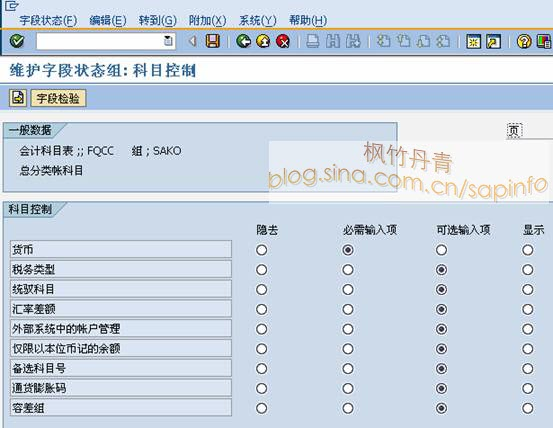 字段状态(F) 编辑(E) 转到(G) 附加(X) 系统(Y) 帮助(H)
维护字段状态组: 科目控制
字段检验
一般数据
页
会计科目表 ;; FQCC 组 ; SAKO
总分类帐科目
枫竹丹青
blog.sina.com.cn/sapinfo
科目控制
隐去 必需输入项 可选输入项 显示
货币
税务类型
统驭科目
汇率差额
外部系统中的帐户管理
仅限以本位币记的余额
备选科目号
通货膨胀码
容差组